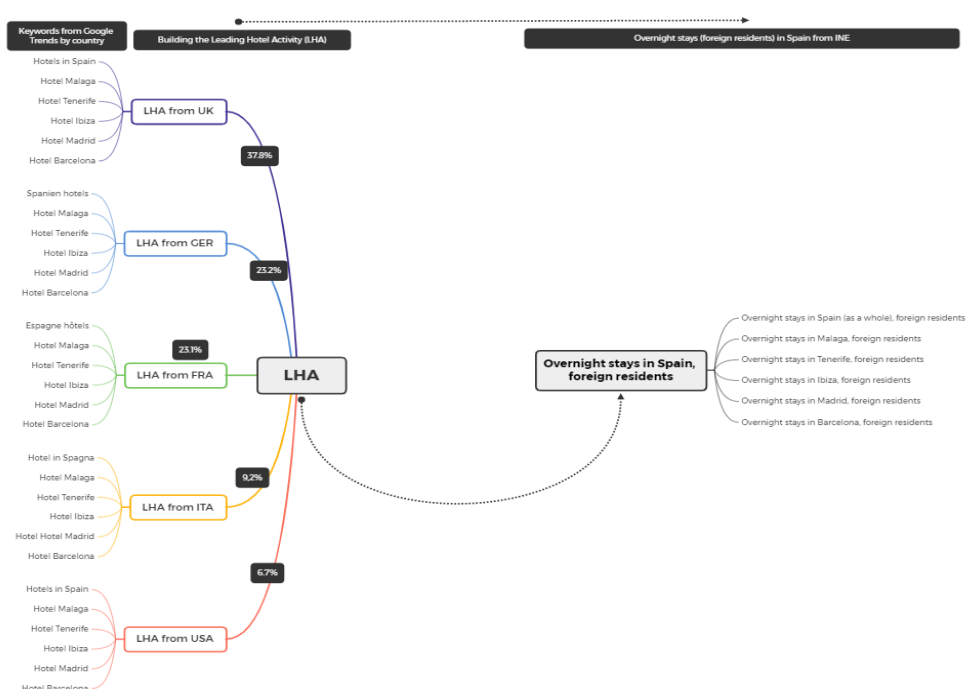 Keywords from Google
Trends by country
Building the Leading Hotel Activity (LHA)
Overnight stays (foreign residents) in Spain from INE
Hotels in Spain
Hotel Malaga
Hotel Tenerife
Hotel Ibiza
Hotel Madrid
Hotel Barcelona
LHA from UK
37.8%
Spanien hotels
Hotel Malaga
Hotel Tenerife
Hotel Ibiza
Hotel Madrid
Hotel Barcelona
LHA from GER
23.2%
Espagne hôtels
Hotel Malaga
Hotel Tenerife
Hotel Ibiza
Hotel Madrid
Hotel Barcelona
LHA from FRA
23.1%
Hotel in Spagna
Hotel Malaga
Hotel Tenerife
Hotel Ibiza
Hotel Hotel Madrid
Hotel Barcelona
LHA from ITA
9,2%
Hotels in Spain
Hotel Malaga
Hotel Tenerife
Hotel Ibiza
Hotel Madrid
Hotel Barcelona
LHA from USA
6.7%
LHA
Overnight stays in Spain,
foreign residents
Overnight stays in Spain (as a whole), foreign residents
Overnight stays in Malaga, foreign residents
Overnight stays in Tenerife, foreign residents
Overnight stays in Ibiza, foreign residents
Overnight stays in Madrid, foreign residents
Overnight stays in Barcelona, foreign residents